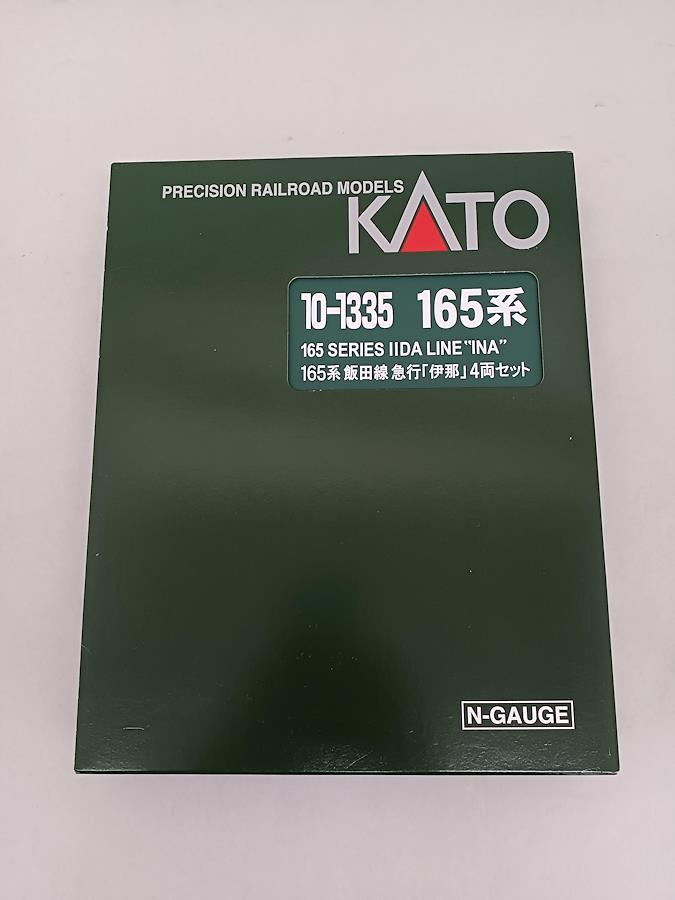 PRECISION RAILROAD MODELS
KATO
10-1335 165系
165 SERIES IIDA LINE "INA"
165系 飯田線 急行「伊那」4両セット
N-GAUGE